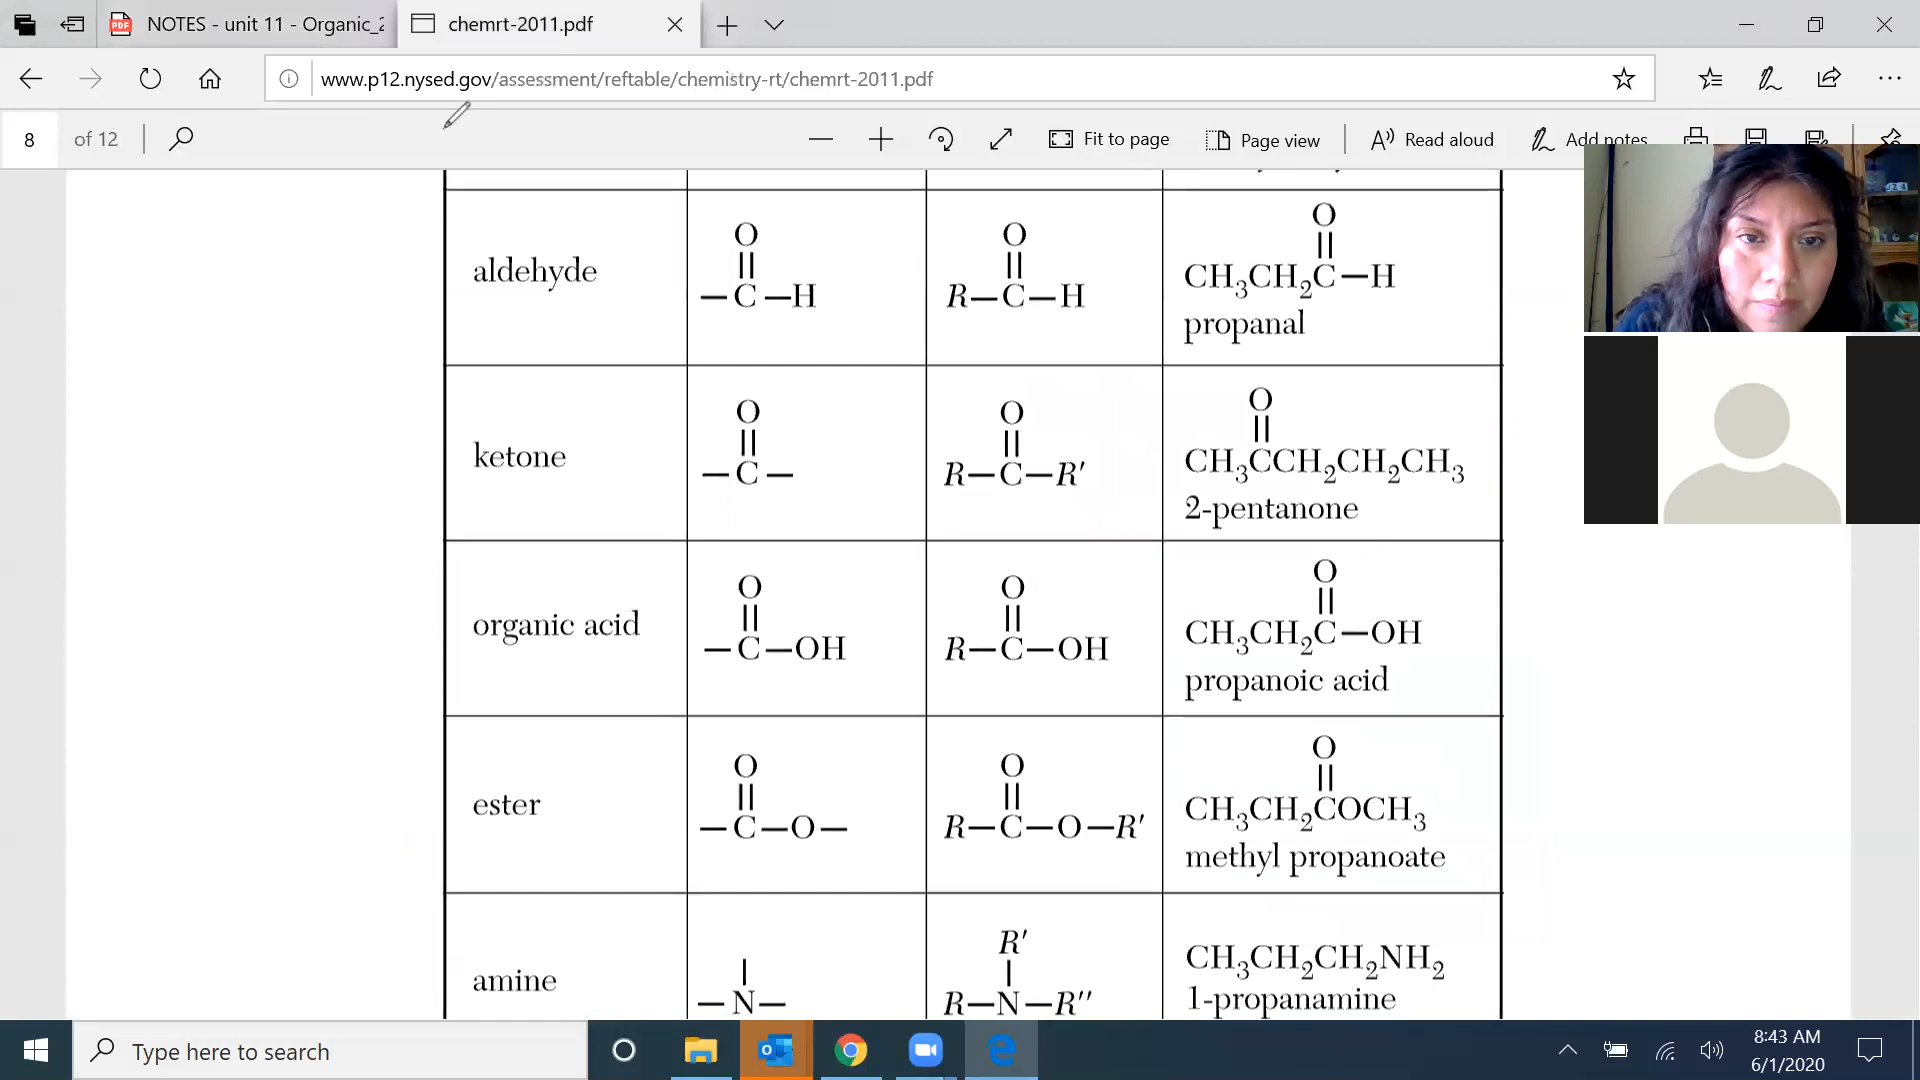 NOTES - unit 11 - Organic_2
chemrt-2011.pdf
www.p12.nysed.gov/assessment/reftable/chemistry-rt/chemrt-2011.pdf
8 of 12
Fit to page
Page view
Read aloud
Add notes
aldehyde
O
||
—C—H
O
||
R—C—H
O
||
CH₃CH₂C—H
propanal
ketone
O
||
—C—
O
||
R—C—R′
O
||
CH₃CCH₂CH₂CH₃
2-pentanone
organic acid
O
||
—C—OH
O
||
R—C—OH
O
||
CH₃CH₂C—OH
propanoic acid
ester
O
||
—C—O—
O
||
R—C—O—R′
O
||
CH₃CH₂COCH₃
methyl propanoate
amine
|
—N—
R′
|
R—N—R′′
CH₃CH₂CH₂NH₂
1-propanamine
Type here to search
8:43 AM
6/1/2020